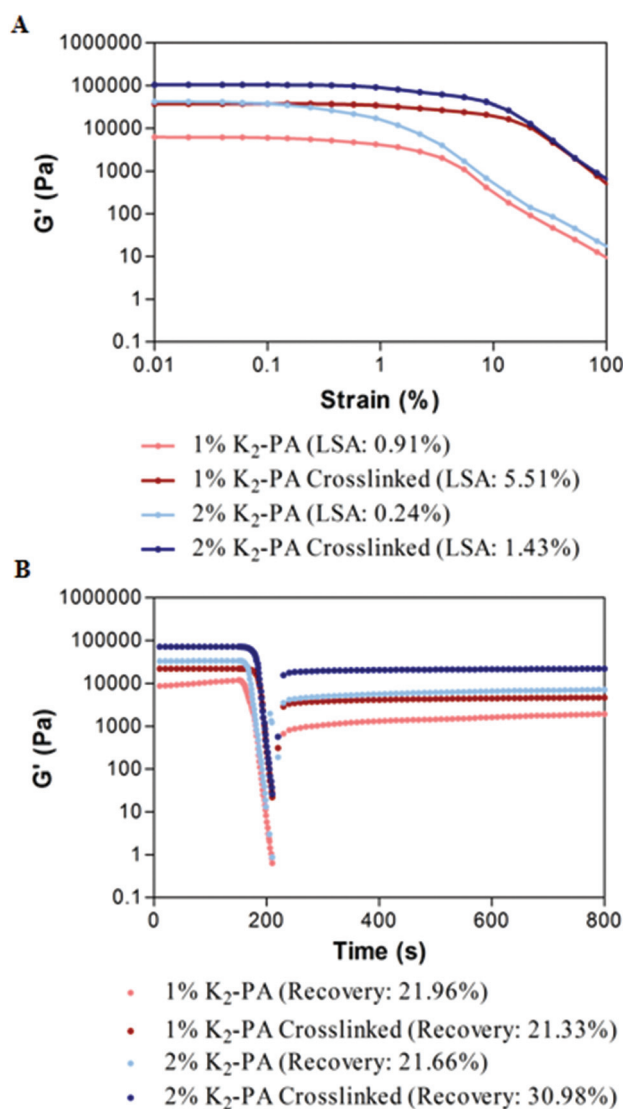 A
1000000
100000
10000
1000
100
10
1
0.1
G' (Pa)
0.01 0.1 1 10 100
Strain (%)
1% K₂-PA (LSA: 0.91%)
1% K₂-PA Crosslinked (LSA: 5.51%)
2% K₂-PA (LSA: 0.24%)
2% K₂-PA Crosslinked (LSA: 1.43%)
B
1000000
100000
10000
1000
100
10
1
0.1
G' (Pa)
0 200 400 600 800
Time (s)
1% K₂-PA (Recovery: 21.96%)
1% K₂-PA Crosslinked (Recovery: 21.33%)
2% K₂-PA (Recovery: 21.66%)
2% K₂-PA Crosslinked (Recovery: 30.98%)